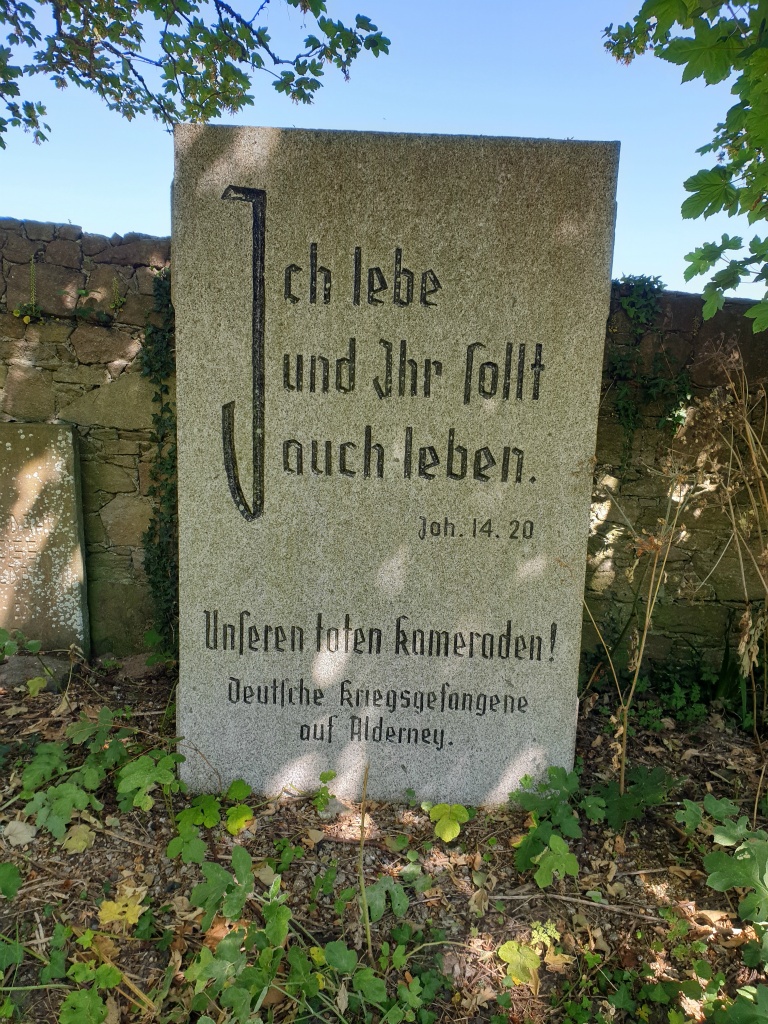 Ich lebe
und Ihr sollt
auch leben.
Joh. 14. 20
Unseren toten Kameraden!
Deutsche Kriegsgefangene
auf Alderney.